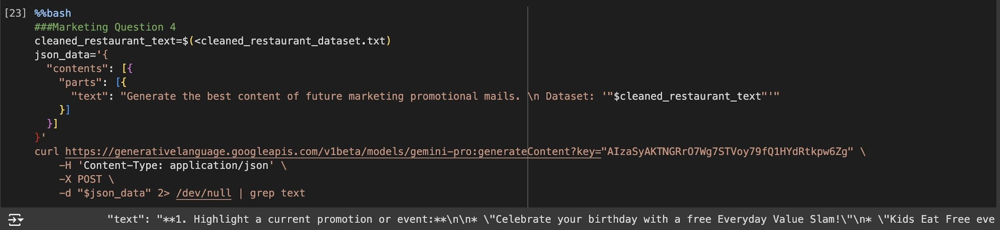 [23] %%bash
###Marketing Question 4
cleaned_restaurant_text=$(<cleaned_restaurant_dataset.txt)
json_data='{
"contents": [{
"parts": [{
"text": "Generate the best content of future marketing promotional mails. \n Dataset: '"$cleaned_restaurant_text"'"
}]
}]
}'
curl https://generativelanguage.googleapis.com/v1beta/models/gemini-pro:generateContent?key="AIzaSyAKTNGRrO7Wg7STVoy79fQ1HYdRtkpw6Zg" \
-H 'Content-Type: application/json' \
-X POST \
-d "$json_data" 2> /dev/null | grep text
"text": "**1. Highlight a current promotion or event:**\n\n* \"Celebrate your birthday with a free Everyday Value Slam!\"\n* \"Kids Eat Free eve